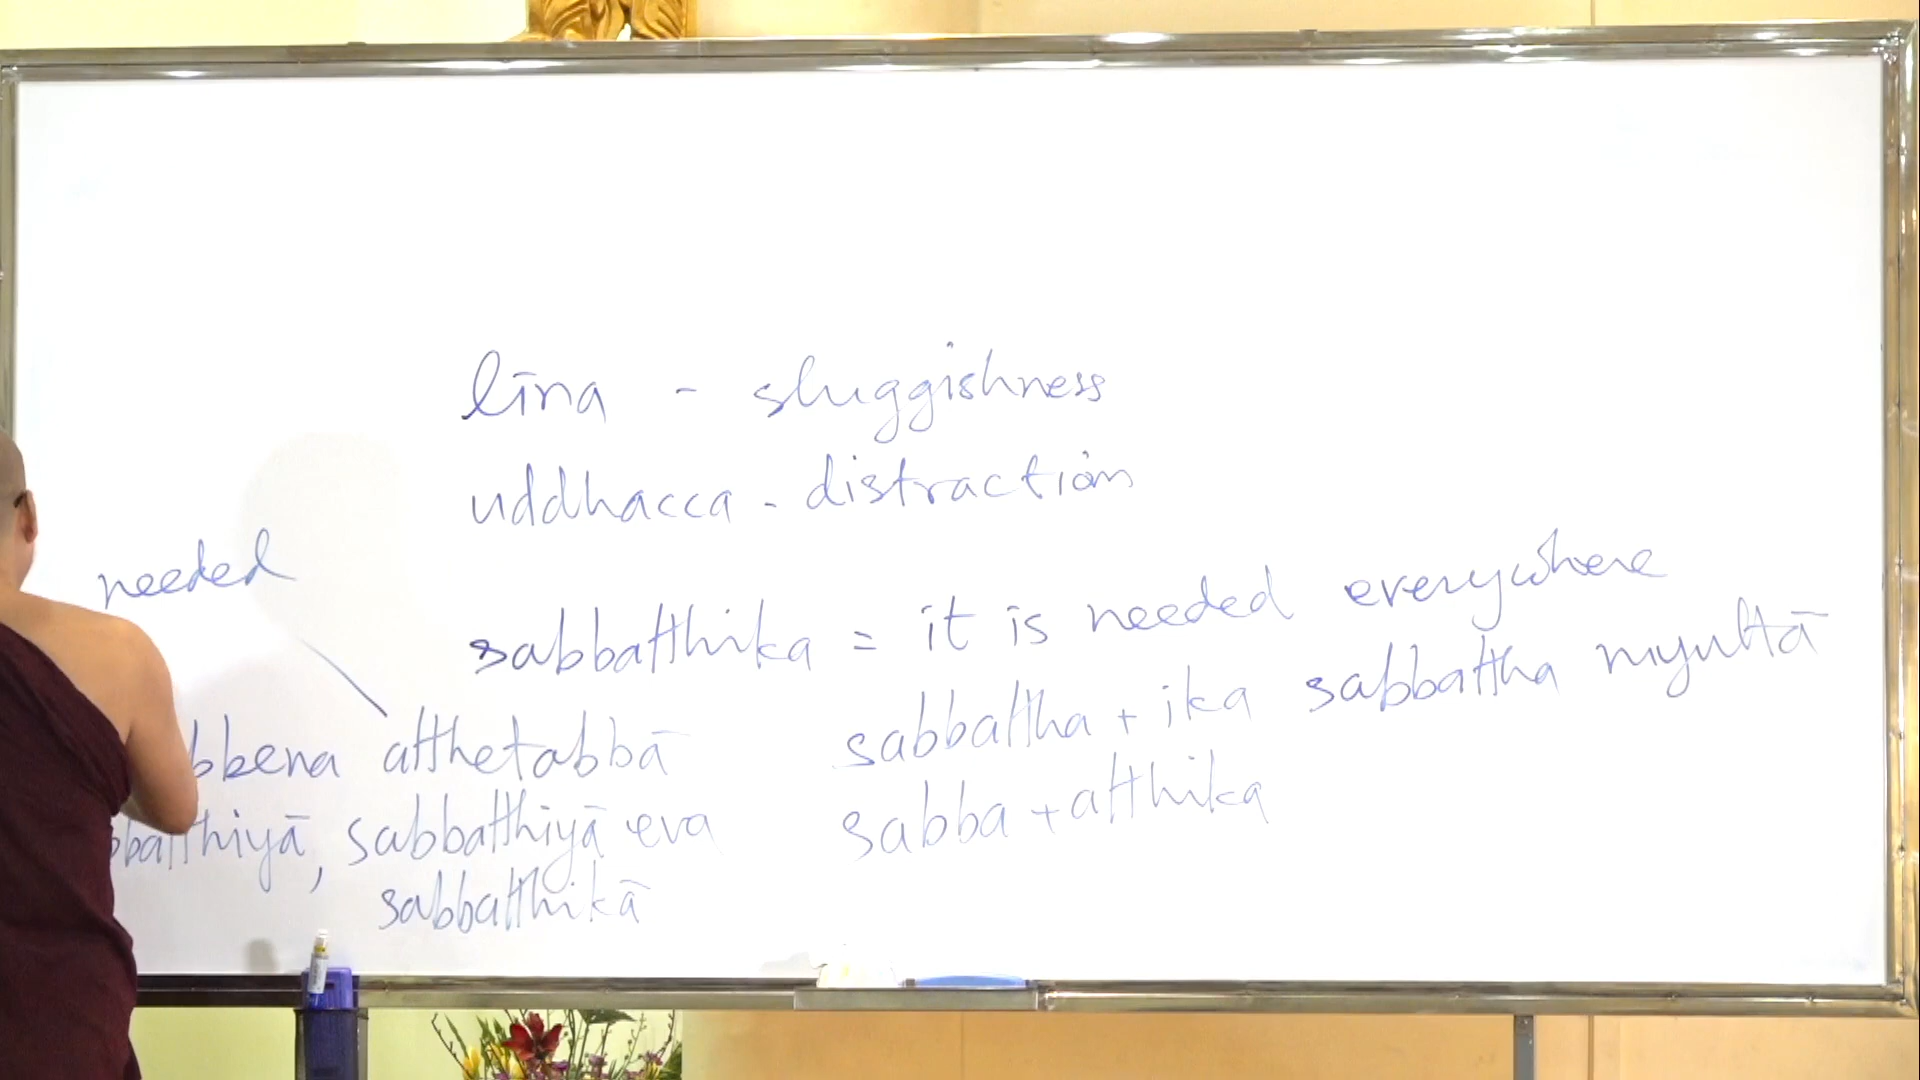 līna - sluggishness
uddhacca - distraction
needed
sabbatthika = it is needed everywhere
sabbattha + ika sabbattha niyuttā
bbena atthetabbā
sabba + atthika
bbatthiyā, sabbatthiyā eva
sabbatthikā